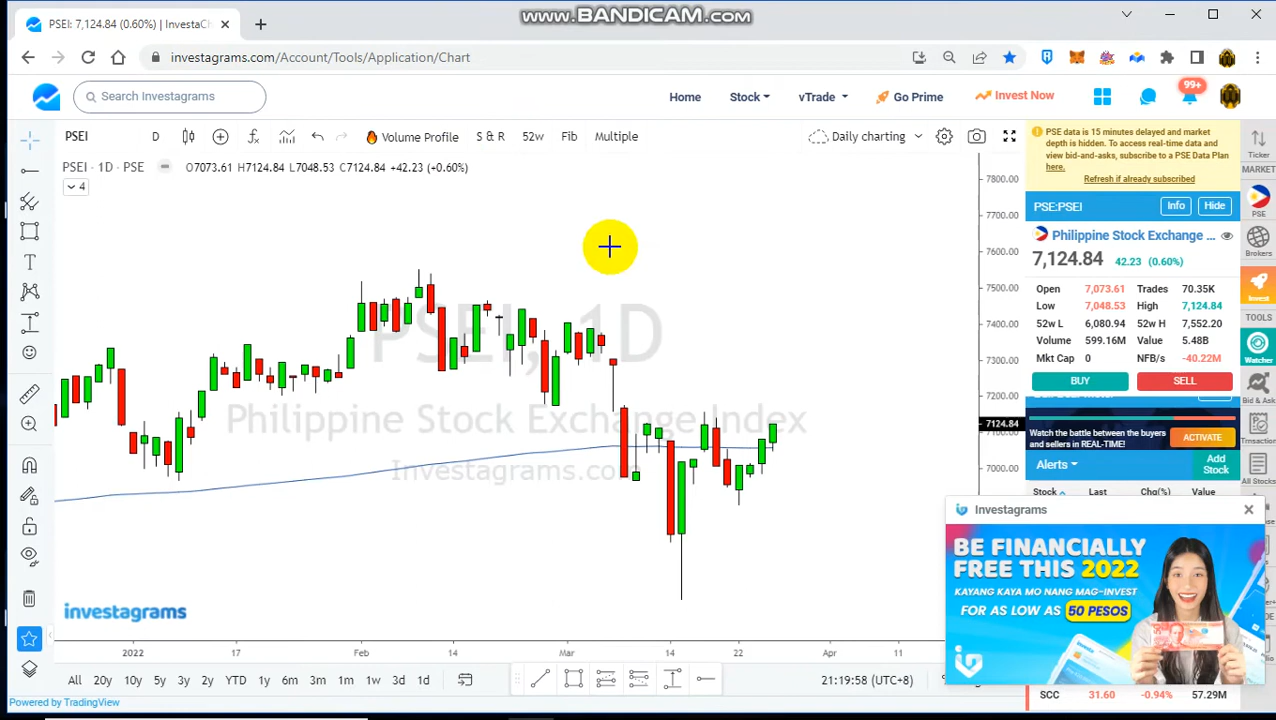 www.BANDICAM.com
PSEI: 7,124.84 (0.60%) | InvestaCh
investagrams.com/Account/Tools/Application/Chart
Search Investagrams
Home Stock vTrade Go Prime Invest Now
99+
PSEI D Volume Profile S & R 52w Fib Multiple Daily charting
PSEI · 1D · PSE O7073.61 H7124.84 L7048.53 C7124.84 +42.23 (+0.60%)
4
PSEI, 1D
Philippine Stock Exchange Index
Investagrams.com
investagrams
7800.00
7700.00
7600.00
7500.00
7400.00
7300.00
7200.00
7124.84
7100.00
7000.00
2022 17 Feb 14 Mar 14 22 Apr 11
All 20y 10y 5y 3y 2y YTD 1y 6m 3m 1m 1w 3d 1d
21:19:58 (UTC+8)
Powered by TradingView
PSE data is 15 minutes delayed and market
depth is hidden. To access real-time data and
view bid-and-asks, subscribe to a PSE Data Plan
here.
Refresh if already subscribed
PSE:PSEI Info Hide
Philippine Stock Exchange ...
7,124.84 42.23 (0.60%)
Open 7,073.61 Trades 70.35K
Low 7,048.53 High 7,124.84
52w L 6,080.94 52w H 7,552.20
Volume 599.16M Value 5.48B
Mkt Cap 0 NFB/s -40.22M
BUY SELL
Watch the battle between the buyers
and sellers in REAL-TIME!
ACTIVATE
Alerts
Add
Stock
Stock Last Chg(%) Value
Investagrams
BE FINANCIALLY
FREE THIS 2022
KAYANG KAYA MO NANG MAG-INVEST
FOR AS LOW AS 50 PESOS
SCC 31.60 -0.94% 57.29M
Ticker
MARKET
PSE
Brokers
Invest
TOOLS
Watcher
Bid & Ask
Trnsaction
All Stocks